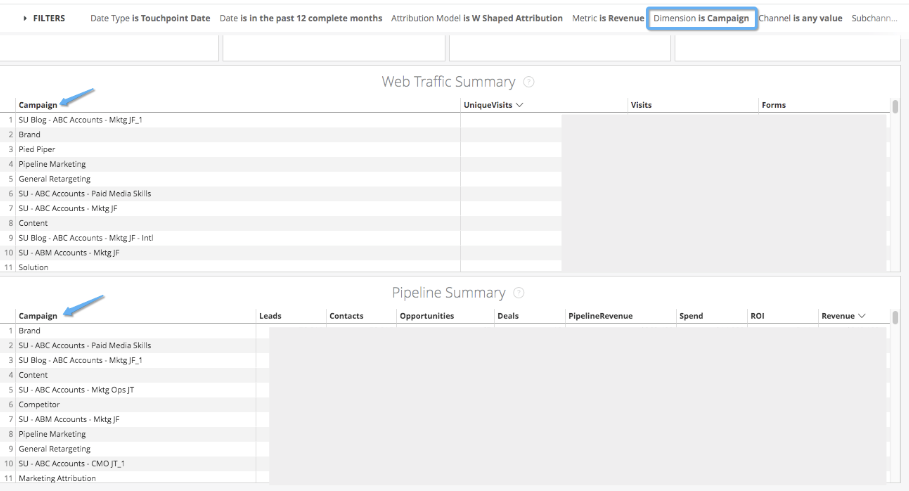 ▸ FILTERS Date Type is Touchpoint Date Date is in the past 12 complete months Attribution Model is W Shaped Attribution Metric is Revenue Dimension is Campaign Channel is any value Subchann...
Web Traffic Summary ?
Campaign UniqueVisits Visits Forms
1 SU Blog - ABC Accounts - Mktg JF_1
2 Brand
3 Pied Piper
4 Pipeline Marketing
5 General Retargeting
6 SU - ABC Accounts - Paid Media Skills
7 SU - ABC Accounts - Mktg JF
8 Content
9 SU Blog - ABC Accounts - Mktg JF - Intl
10 SU - ABM Accounts - Mktg JF
11 Solution
Pipeline Summary ?
Campaign Leads Contacts Opportunities Deals PipelineRevenue Spend ROI Revenue
1 Brand
2 SU - ABC Accounts - Paid Media Skills
3 SU Blog - ABC Accounts - Mktg JF_1
4 Content
5 SU - ABC Accounts - Mktg Ops JT
6 Competitor
7 SU - ABM Accounts - Mktg JF
8 Pipeline Marketing
9 General Retargeting
10 SU - ABC Accounts - CMO JT_1
11 Marketing Attribution